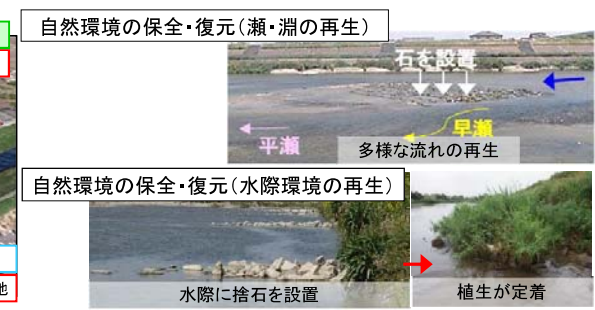 自然環境の保全・復元(瀬・淵の再生)
石を設置
早瀬
平瀬
多様な流れの再生
自然環境の保全・復元(水際環境の再生)
水際に捨石を設置
植生が定着